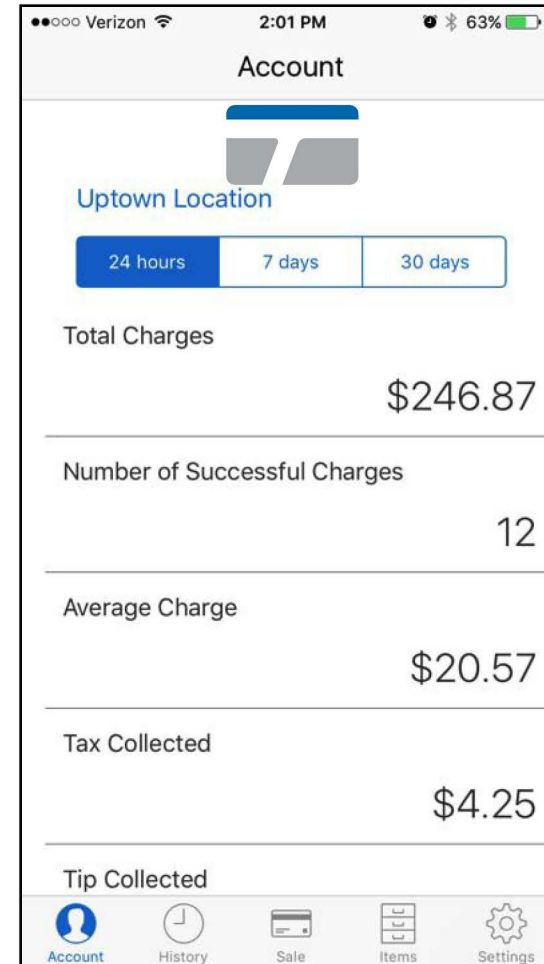 Verizon 2:01 PM 63%
Account
Uptown Location
24 hours 7 days 30 days
Total Charges
$246.87
Number of Successful Charges
12
Average Charge
$20.57
Tax Collected
$4.25
Tip Collected
Account History Sale Items Settings